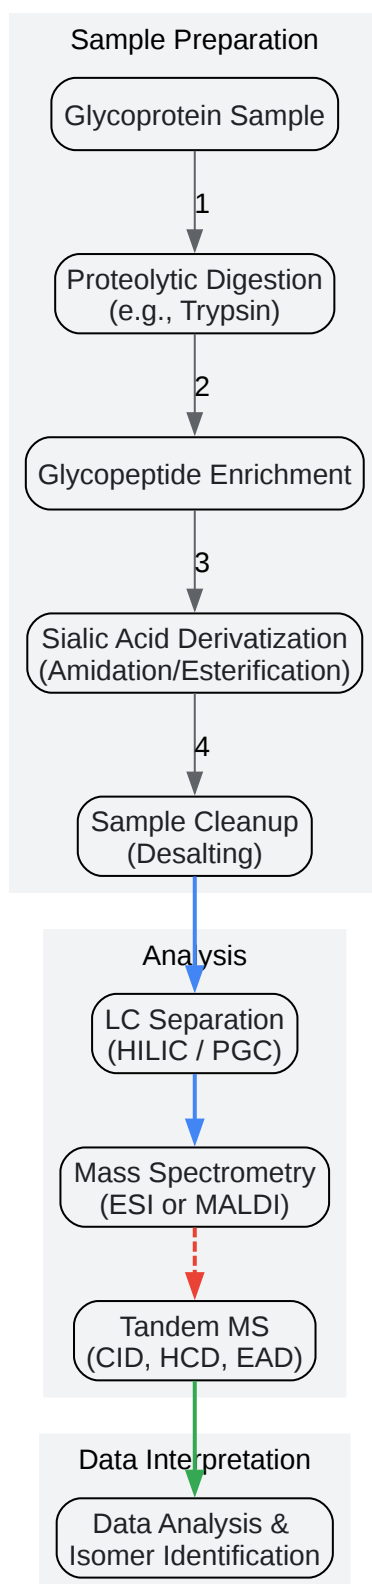 Sample Preparation
Glycoprotein Sample
1
Proteolytic Digestion
(e.g., Trypsin)
2
Glycopeptide Enrichment
3
Sialic Acid Derivatization
(Amidation/Esterification)
4
Sample Cleanup
(Desalting)
Analysis
LC Separation
(HILIC / PGC)
Mass Spectrometry
(ESI or MALDI)
Tandem MS
(CID, HCD, EAD)
Data Interpretation
Data Analysis &
Isomer Identification